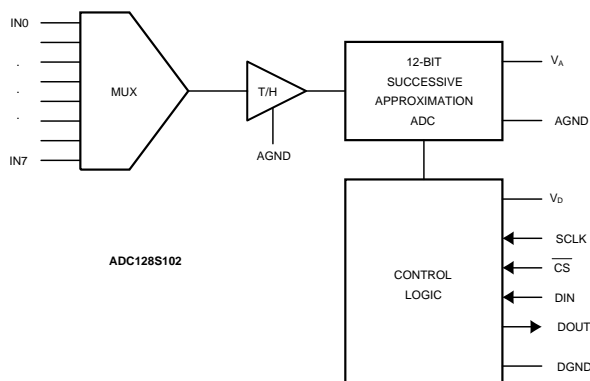 IN0
.
.
.
IN7
MUX
T/H
AGND
12-BIT
SUCCESSIVE
APPROXIMATION
ADC
VA
AGND
ADC128S102
CONTROL
LOGIC
VD
SCLK
CS
DIN
DOUT
DGND